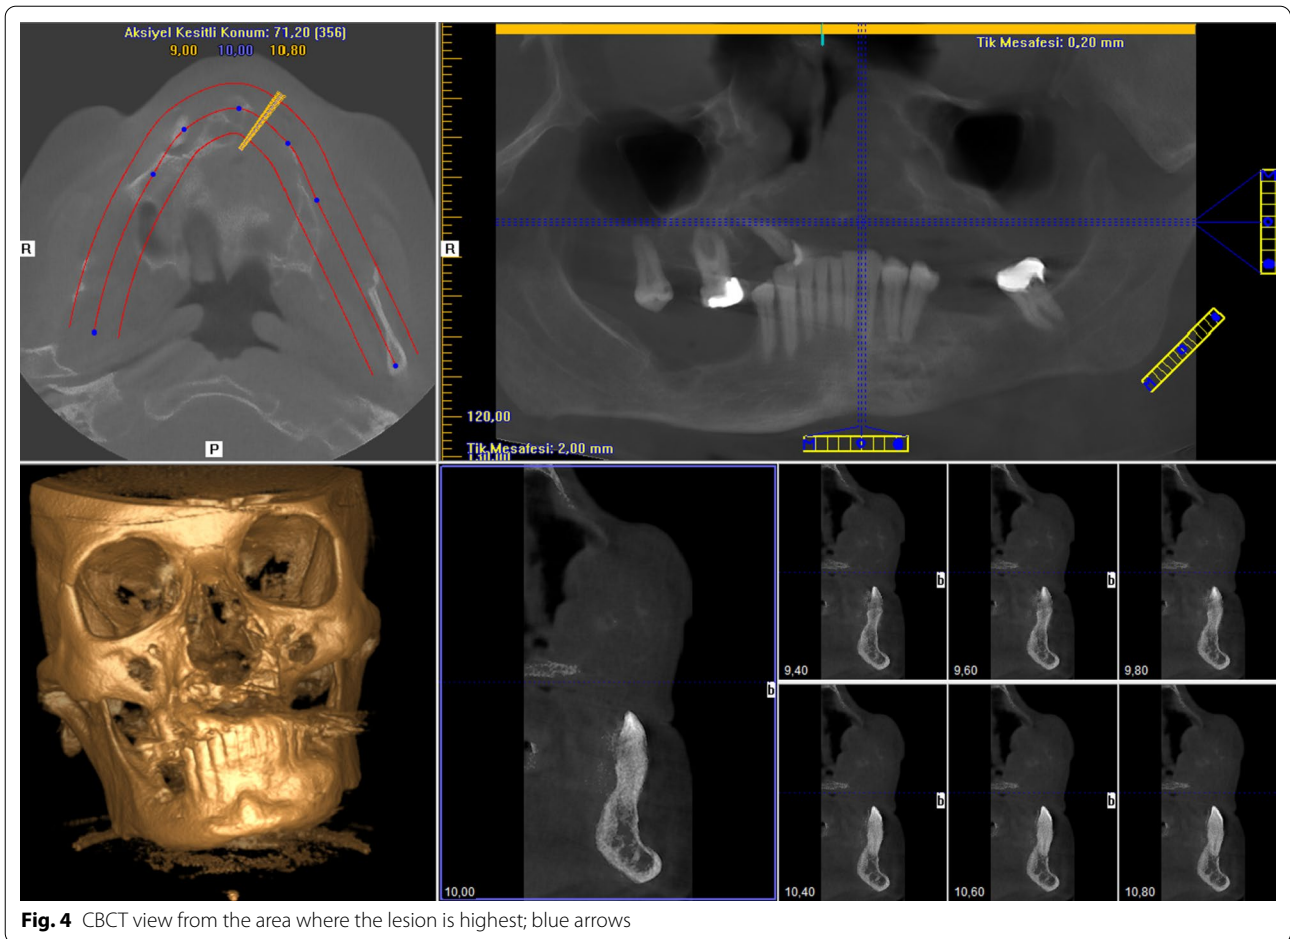 Aksiyel Kesitli Konum: 71,20 (356)
9,00 10,00 10,80
R
P
Tik Mesafesi: 0,20 mm
R
120,00
Tik Mesafesi: 2,00 mm
130,00
b
10,00
b
9,40
b
9,60
b
9,80
b
10,40
b
10,60
b
10,80
Fig. 4 CBCT view from the area where the lesion is highest; blue arrows